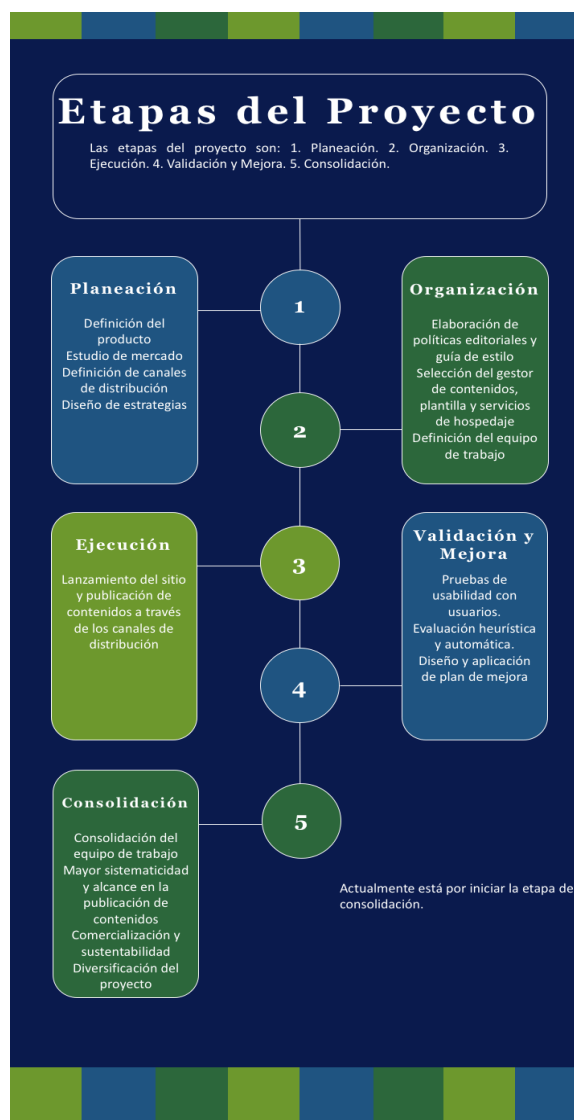 Etapas del Proyecto
Las etapas del proyecto son: 1. Planeación. 2. Organización. 3.
Ejecución. 4. Validación y Mejora. 5. Consolidación.
1
Planeación
Definición del
producto
Estudio de mercado
Definición de canales
de distribución
Diseño de estrategias
2
Organización
Elaboración de
políticas editoriales y
guía de estilo
Selección del gestor
de contenidos,
plantilla y servicios
de hospedaje
Definición del equipo
de trabajo
3
Ejecución
Lanzamiento del sitio
y publicación de
contenidos a través
de los canales de
distribución
4
Validación y
Mejora
Pruebas de
usabilidad con
usuarios.
Evaluación heurística
y automática.
Diseño y aplicación
de plan de mejora
5
Consolidación
Consolidación del
equipo de trabajo
Mayor sistematicidad
y alcance en la
publicación de
contenidos
Comercialización y
sustentabilidad
Diversificación del
proyecto
Actualmente está por iniciar la etapa de
consolidación.